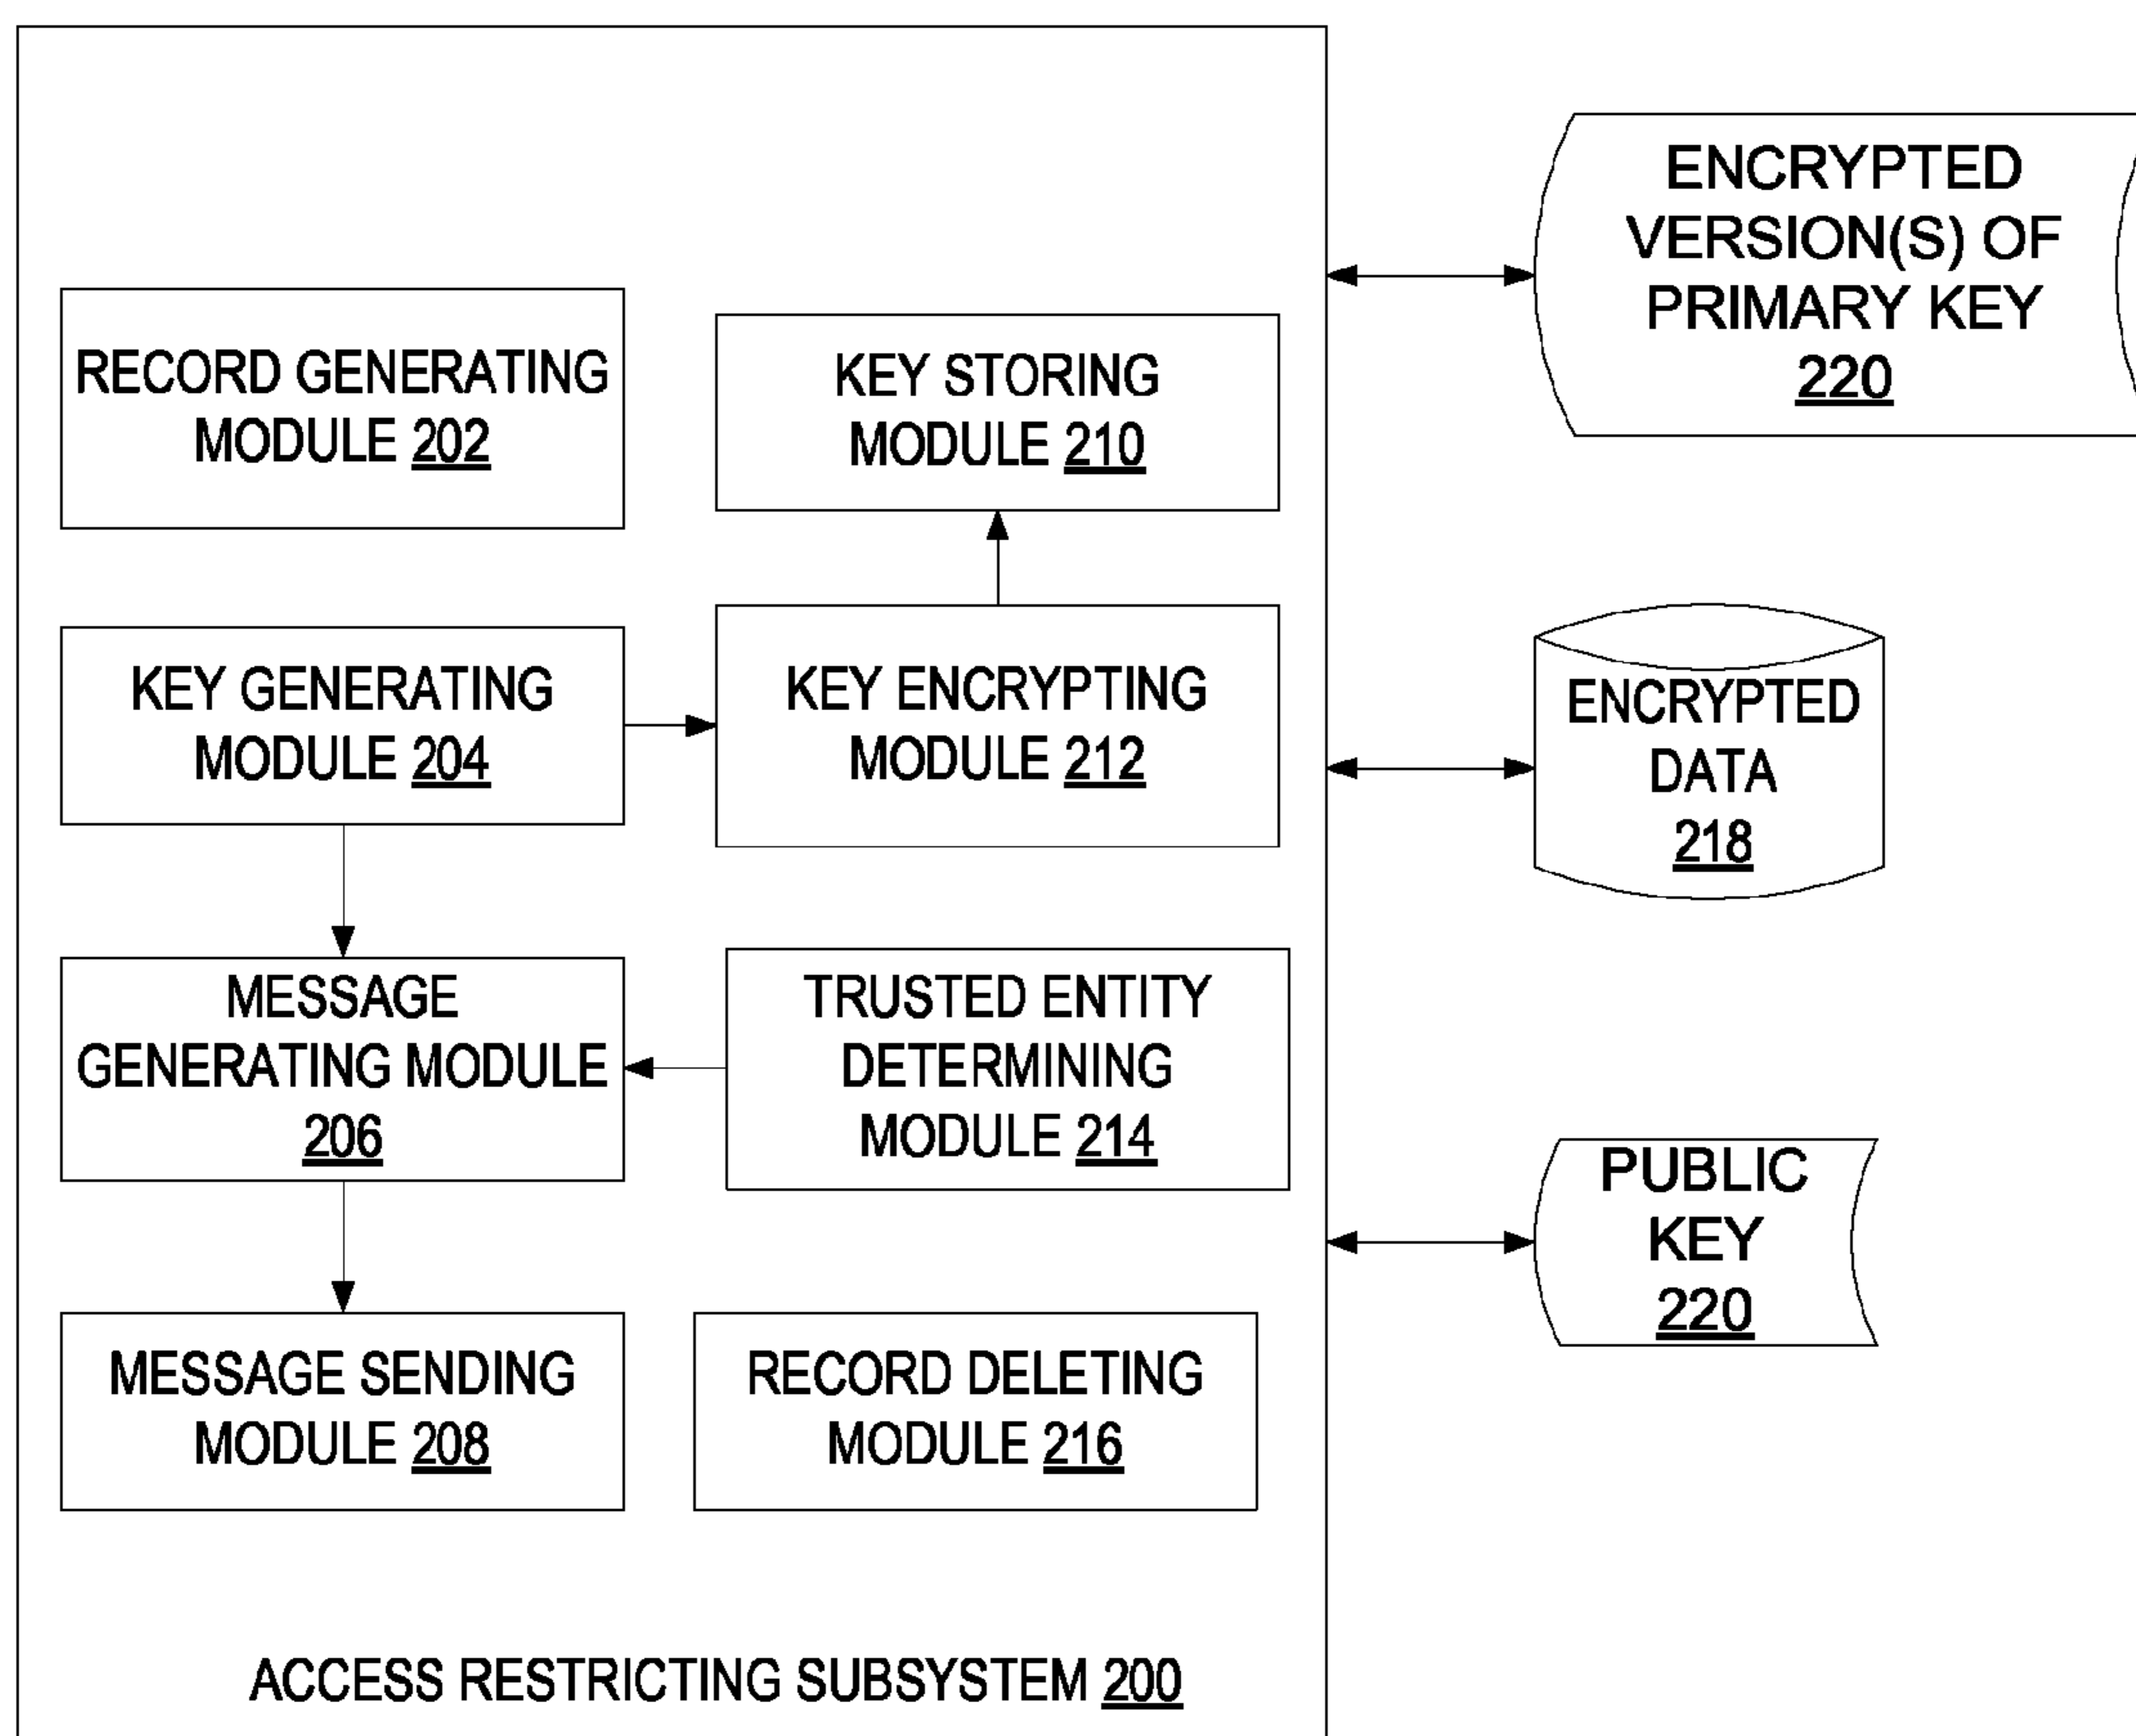 RECORD GENERATING
MODULE 202
KEY STORING
MODULE 210
KEY GENERATING
MODULE 204
KEY ENCRYPTING
MODULE 212
MESSAGE
GENERATING MODULE
206
TRUSTED ENTITY
DETERMINING
MODULE 214
MESSAGE SENDING
MODULE 208
RECORD DELETING
MODULE 216
ACCESS RESTRICTING SUBSYSTEM 200
ENCRYPTED
VERSION(S) OF
PRIMARY KEY
220
ENCRYPTED
DATA
218
PUBLIC
KEY
220